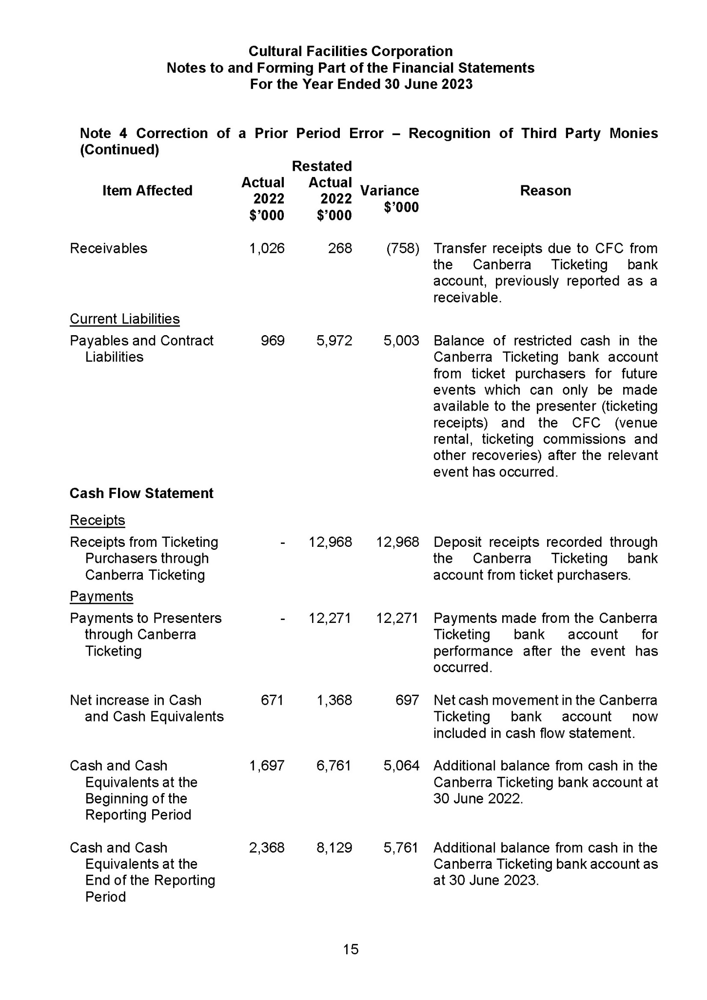 Cultural Facilities Corporation
Notes to and Forming Part of the Financial Statements
For the Year Ended 30 June 2023
Note 4 Correction of a Prior Period Error – Recognition of Third Party Monies
(Continued)
Item Affected
Actual
2022
$’000
Restated
Actual
2022
$’000
Variance
$’000
Reason
Receivables 1,026 268 (758) Transfer receipts due to CFC from
the Canberra Ticketing bank
account, previously reported as a
receivable.
Current Liabilities
Payables and Contract 969 5,972 5,003 Balance of restricted cash in the
Liabilities Canberra Ticketing bank account
from ticket purchasers for future
events which can only be made
available to the presenter (ticketing
receipts) and the CFC (venue
rental, ticketing commissions and
other recoveries) after the relevant
event has occurred.
Cash Flow Statement
Receipts
Receipts from Ticketing - 12,968 12,968 Deposit receipts recorded through
Purchasers through the Canberra Ticketing bank
Canberra Ticketing account from ticket purchasers.
Payments
Payments to Presenters - 12,271 12,271 Payments made from the Canberra
through Canberra Ticketing bank account for
Ticketing performance after the event has
occurred.
Net increase in Cash 671 1,368 697 Net cash movement in the Canberra
and Cash Equivalents Ticketing bank account now
included in cash flow statement.
Cash and Cash 1,697 6,761 5,064 Additional balance from cash in the
Equivalents at the Canberra Ticketing bank account at
Beginning of the 30 June 2022.
Reporting Period
Cash and Cash 2,368 8,129 5,761 Additional balance from cash in the
Equivalents at the Canberra Ticketing bank account as
End of the Reporting at 30 June 2023.
Period
15